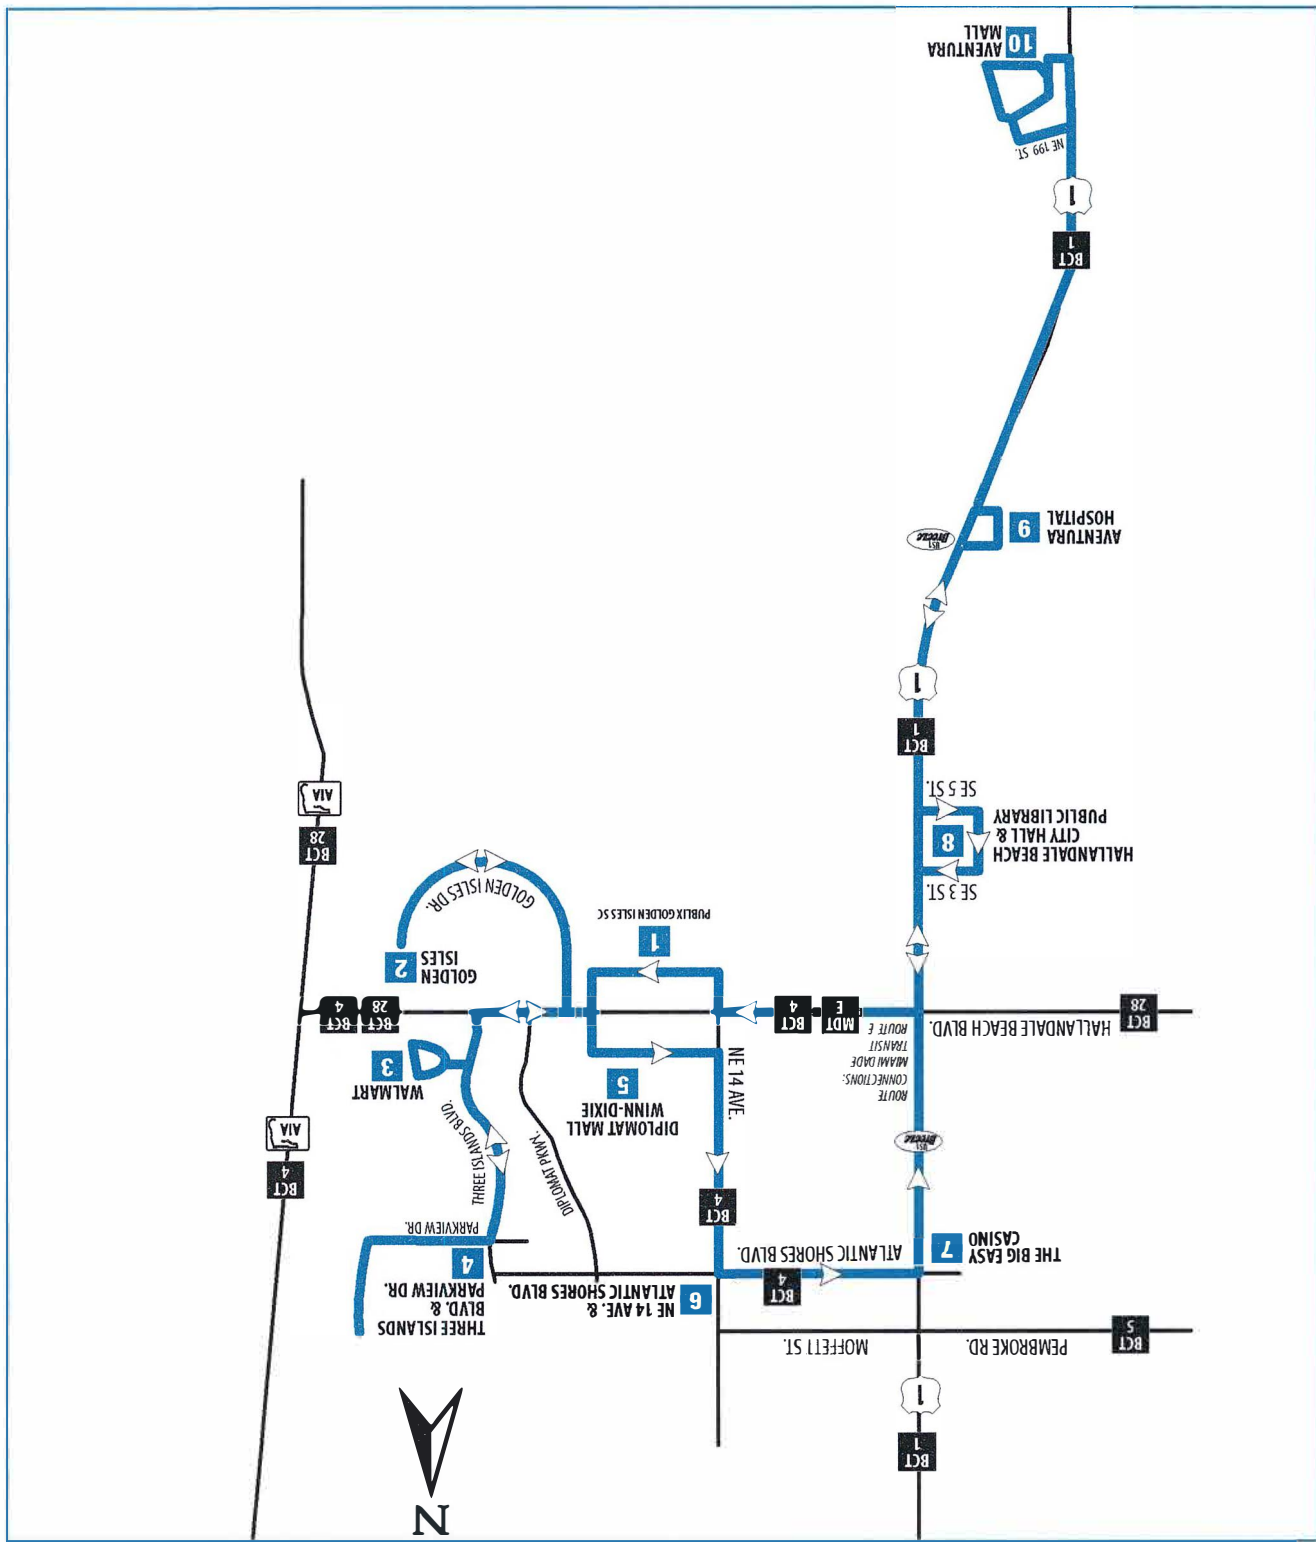 N
BCT
1
1
BCT
5
PEMBROKE RD.
MOFFETT ST.
THREE ISLANDS
BLVD. &
PARKVIEW DR.
4
BCT
4
6
NE 14 AVE. &
ATLANTIC SHORES BLVD.
THE BIG EASY
CASINO
7
ATLANTIC SHORES BLVD.
PARKVIEW DR.
BCT
4
BCT
4
DIPLOMAT PKWY.
THREE ISLANDS BLVD.
US1
Breeze
A1A
DIPLOMAT MALL
WINN-DIXIE
5
NE 14 AVE.
WALMART
3
ROUTE
CONNECTIONS:
MIAMI DADE
TRANSIT
ROUTE E
BCT
28
HALLANDALE BEACH BLVD.
MDT
E
BCT
4
BCT
28
BCT
4
GOLDEN
ISLES
2
1
PUBLIX GOLDEN ISLES SC
GOLDEN ISLES DR.
SE 3 ST.
HALLANDALE BEACH
CITY HALL &
PUBLIC LIBRARY
8
SE 5 ST.
BCT
28
A1A
BCT
1
1
US1
Breeze
AVENTURA
HOSPITAL
9
BCT
1
1
NE 199 ST.
10
AVENTURA
MALL